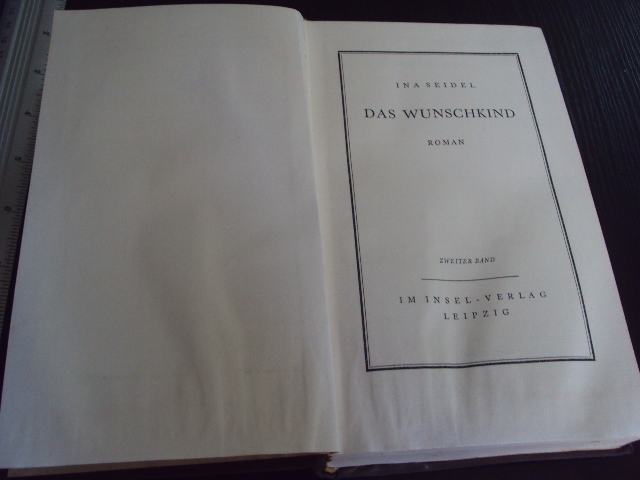 INA SEIDEL
DAS WUNSCHKIND
ROMAN
ZWEITER BAND
IM INSEL-VERLAG
LEIPZIG